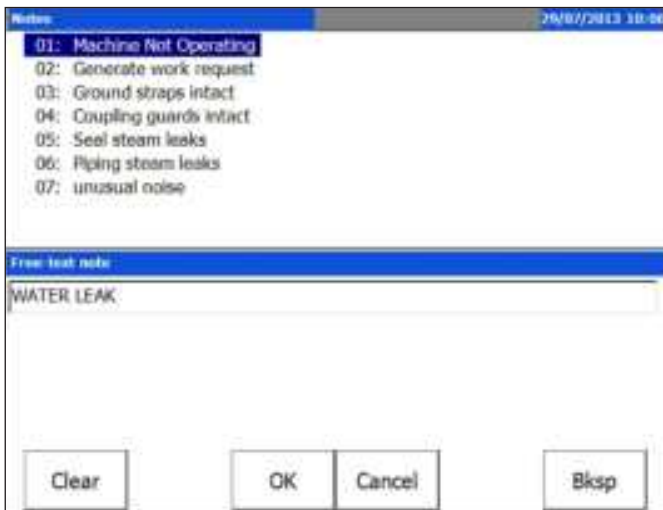 Notes 29/07/2013 10:06
01: Machine Not Operating
02: Generate work request
03: Ground straps intact
04: Coupling guards intact
05: Seal steam leaks
06: Piping steam leaks
07: unusual noise
Free text note
WATER LEAK
Clear OK Cancel Bksp